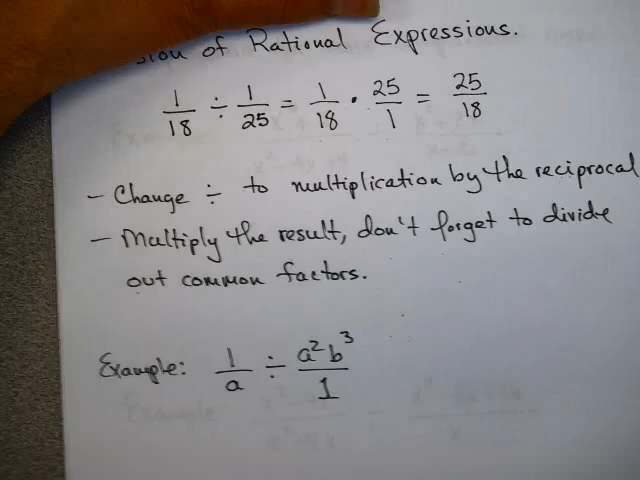 of Rational Expressions.
1/18 ÷ 1/25 = 1/18 · 25/1 = 25/18
- Change ÷ to multiplication by the reciprocal
- Multiply the result, don't forget to divide
out common factors.
Example: 1/a ÷ a²b³/1